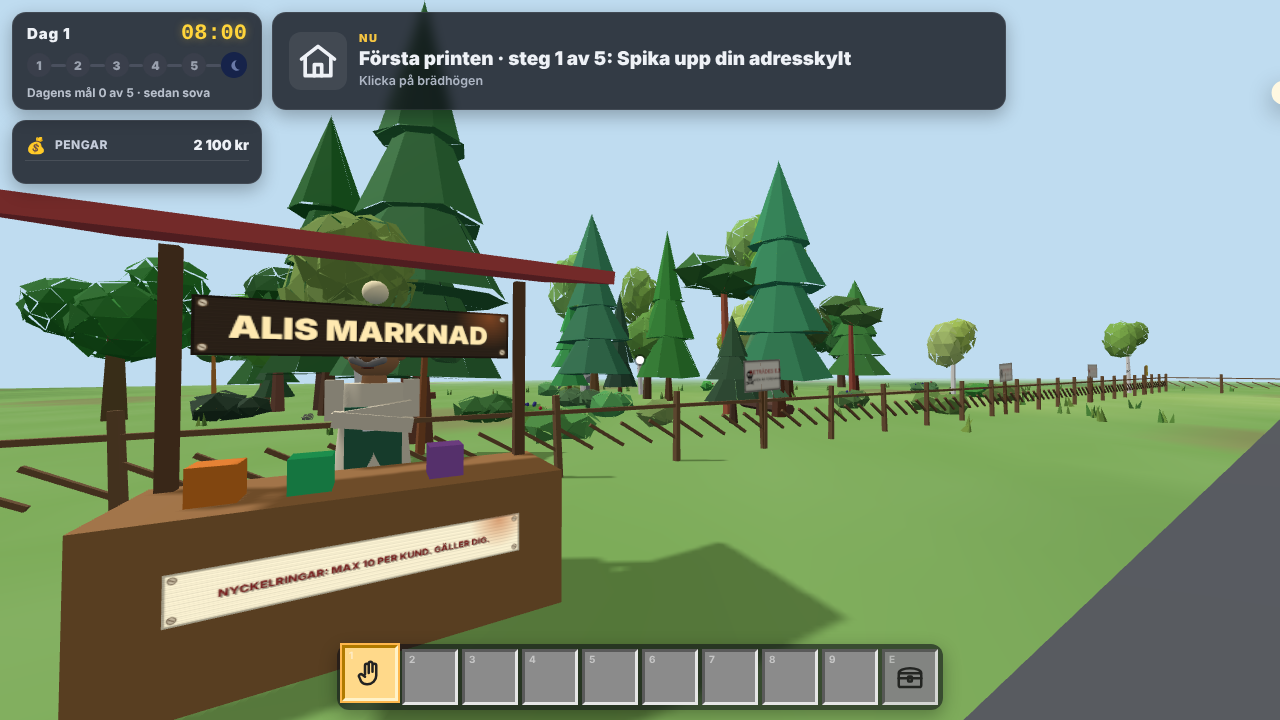 Dag 1
08:00
1 2 3 4 5
Dagens mål 0 av 5 · sedan sova
NU
Första printen · steg 1 av 5: Spika upp din adresskylt
Klicka på brädhögen
PENGAR
2 100 kr
ALIS MARKNAD
NYCKELRINGAR: MAX 10 PER KUND. GÄLLER DIG.
1 2 3 4 5 6 7 8 9 E